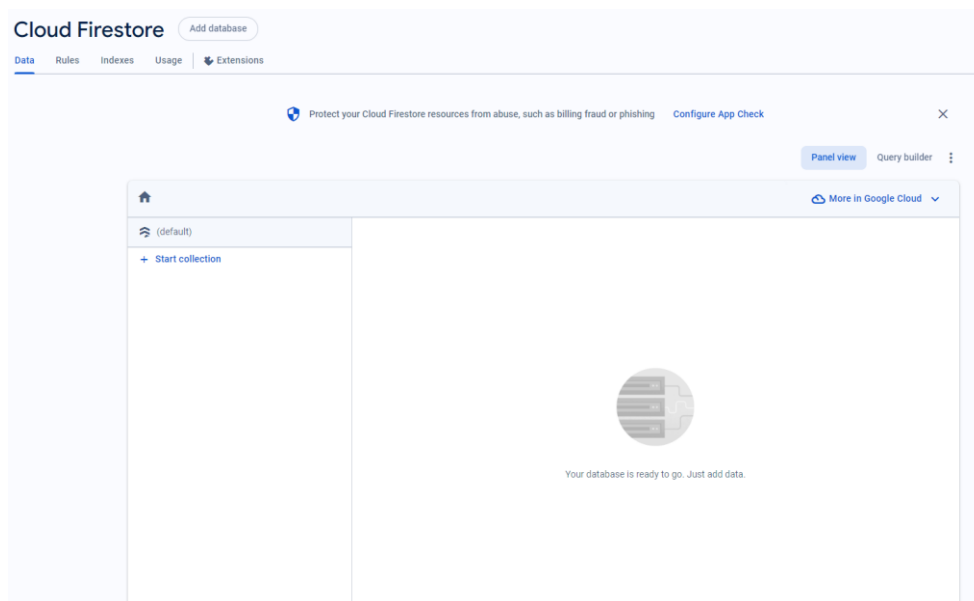 Cloud Firestore Add database
Data Rules Indexes Usage Extensions
Protect your Cloud Firestore resources from abuse, such as billing fraud or phishing Configure App Check
Panel view Query builder
More in Google Cloud
(default)
+ Start collection
Your database is ready to go. Just add data.